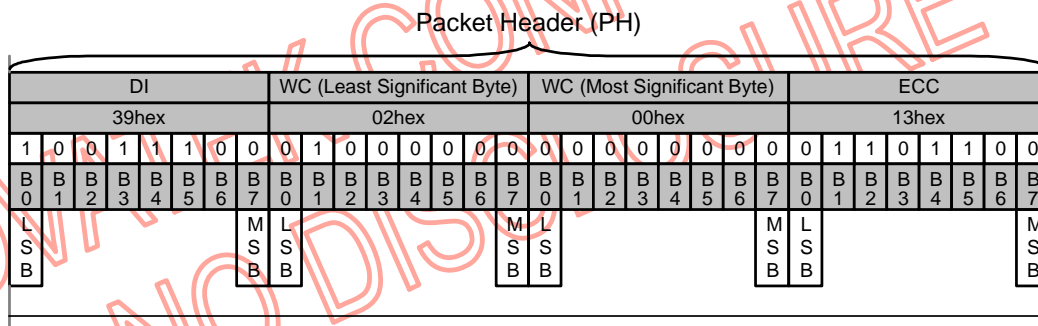 Packet Header (PH)
DI WC (Least Significant Byte) WC (Most Significant Byte) ECC
39hex 02hex 00hex 13hex
1 0 0 1 1 1 0 0 0 1 0 0 0 0 0 0 0 0 0 0 0 0 0 0 0 1 1 0 1 1 0 0
B0 B1 B2 B3 B4 B5 B6 B7 B0 B1 B2 B3 B4 B5 B6 B7 B0 B1 B2 B3 B4 B5 B6 B7 B0 B1 B2 B3 B4 B5 B6 B7
LSB MSB LSB MSB LSB MSB LSB MSB
NO DISCLOSURE